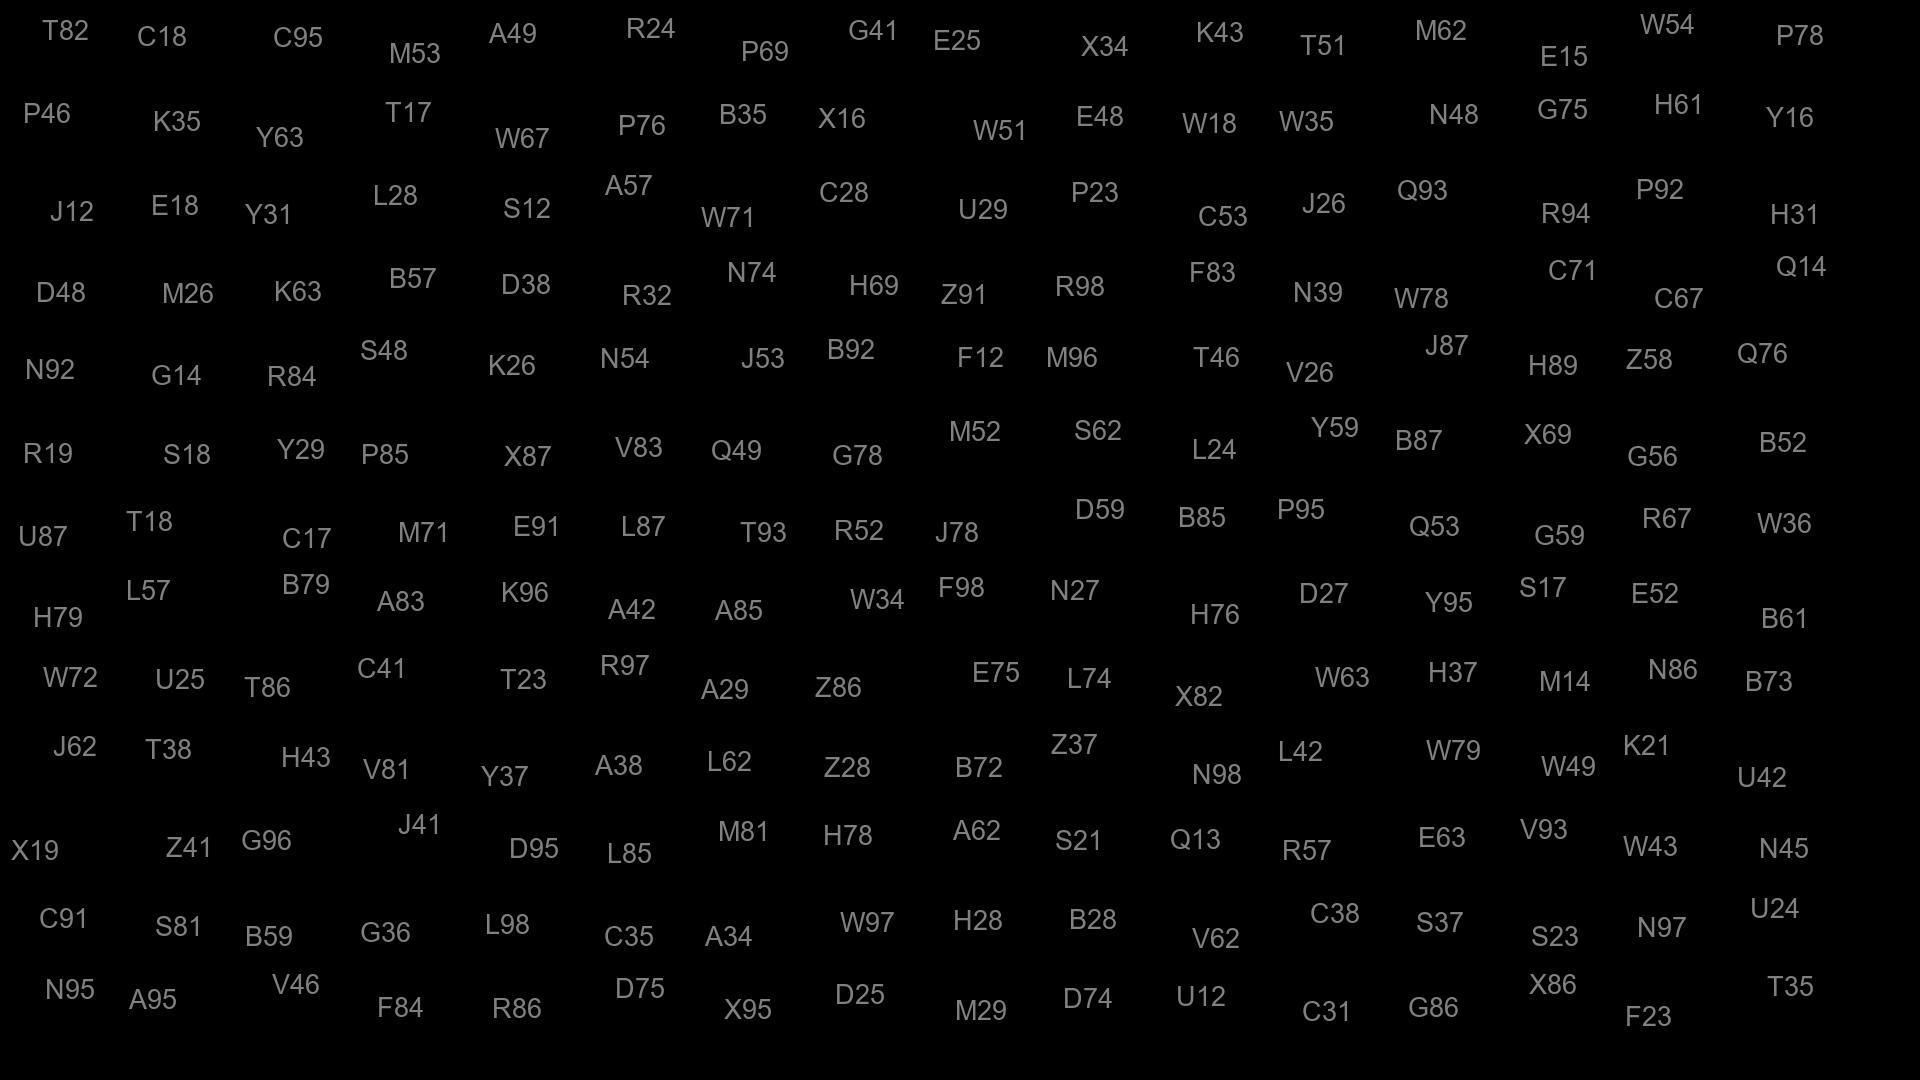 T82 C18 C95 M53 A49 R24 P69 G41 E25 X34 K43 T51 M62 E15 W54 P78
P46 K35 Y63 T17 W67 P76 B35 X16 W51 E48 W18 W35 N48 G75 H61 Y16
J12 E18 Y31 L28 S12 A57 W71 C28 U29 P23 C53 J26 Q93 R94 P92 H31
D48 M26 K63 B57 D38 R32 N74 H69 Z91 R98 F83 N39 W78 C71 C67 Q14
N92 G14 R84 S48 K26 N54 J53 B92 F12 M96 T46 V26 J87 H89 Z58 Q76
R19 S18 Y29 P85 X87 V83 Q49 G78 M52 S62 L24 Y59 B87 X69 G56 B52
U87 T18 C17 M71 E91 L87 T93 R52 J78 D59 B85 P95 Q53 G59 R67 W36
H79 L57 B79 A83 K96 A42 A85 W34 F98 N27 H76 D27 Y95 S17 E52 B61
W72 U25 T86 C41 T23 R97 A29 Z86 E75 L74 X82 W63 H37 M14 N86 B73
J62 T38 H43 V81 Y37 A38 L62 Z28 B72 Z37 N98 L42 W79 W49 K21 U42
X19 Z41 G96 J41 D95 L85 M81 H78 A62 S21 Q13 R57 E63 V93 W43 N45
C91 S81 B59 G36 L98 C35 A34 W97 H28 B28 V62 C38 S37 S23 N97 U24
N95 A95 V46 F84 R86 D75 X95 D25 M29 D74 U12 C31 G86 X86 F23 T35